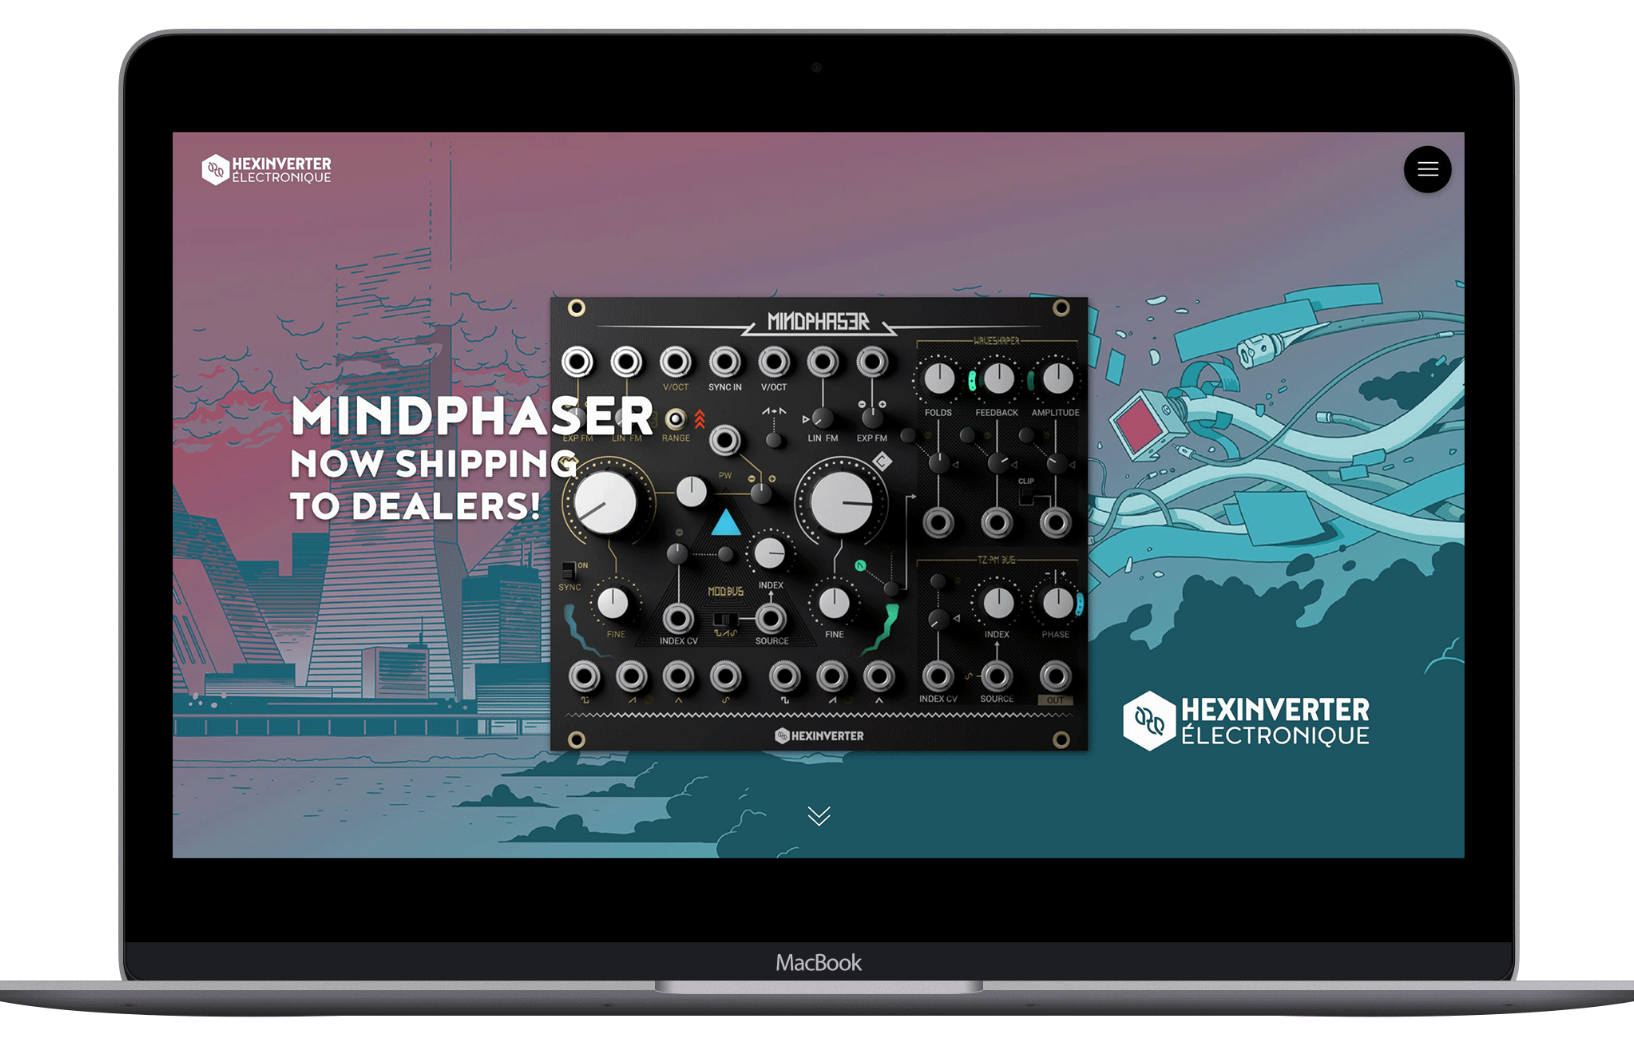 HEXINVERTER
ÉLECTRONIQUE
MINDPHASER
NOW SHIPPING
TO DEALERS!
MINDPHASER
WAVESHAPER
V/OCT
SYNC IN
V/OCT
FOLDS
FEEDBACK
AMPLITUDE
EXP FM
LIN FM
RANGE
LIN FM
EXP FM
PW
CLIP
ON
SYNC
TZ-PM BUS
INDEX
MOD BUS
FINE
INDEX CV
SOURCE
FINE
INDEX
PHASE
INDEX CV
SOURCE
OUT
HEXINVERTER
HEXINVERTER
ÉLECTRONIQUE
MacBook